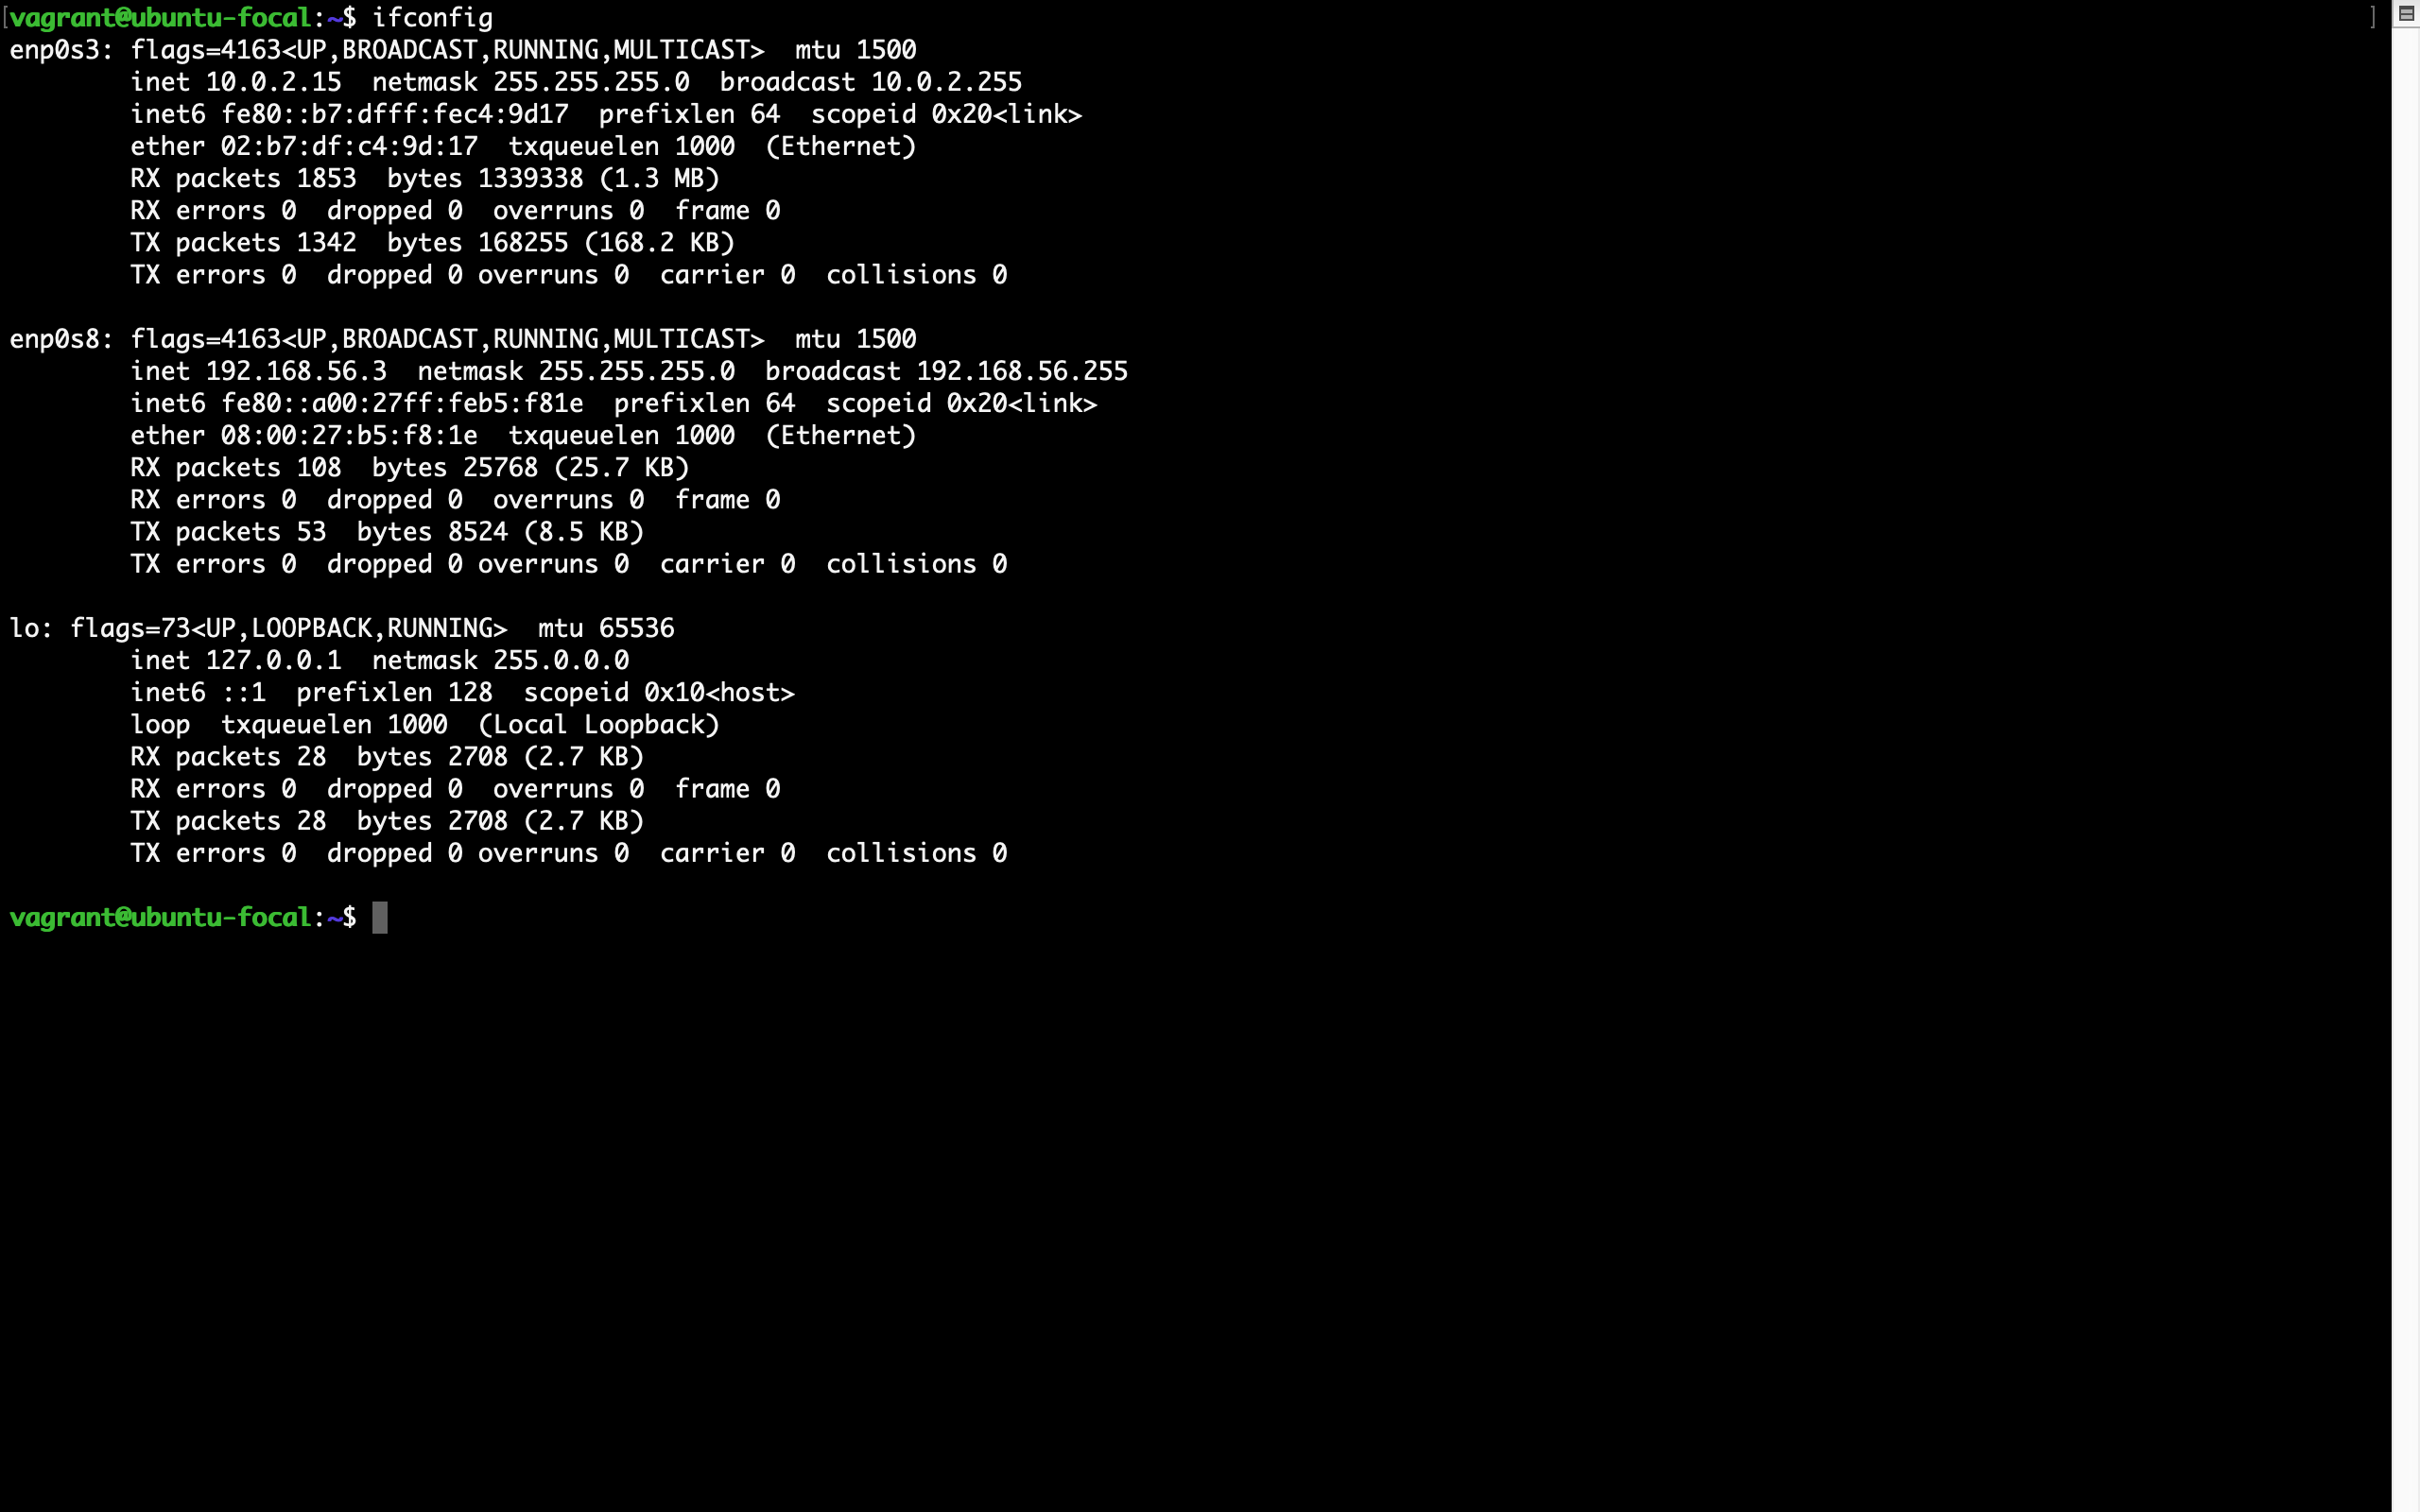 [vagrant@ubuntu-focal:~$ ifconfig ]
enp0s3: flags=4163<UP,BROADCAST,RUNNING,MULTICAST>  mtu 1500
        inet 10.0.2.15  netmask 255.255.255.0  broadcast 10.0.2.255
        inet6 fe80::b7:dfff:fec4:9d17  prefixlen 64  scopeid 0x20<link>
        ether 02:b7:df:c4:9d:17  txqueuelen 1000  (Ethernet)
        RX packets 1853  bytes 1339338 (1.3 MB)
        RX errors 0  dropped 0  overruns 0  frame 0
        TX packets 1342  bytes 168255 (168.2 KB)
        TX errors 0  dropped 0 overruns 0  carrier 0  collisions 0

enp0s8: flags=4163<UP,BROADCAST,RUNNING,MULTICAST>  mtu 1500
        inet 192.168.56.3  netmask 255.255.255.0  broadcast 192.168.56.255
        inet6 fe80::a00:27ff:feb5:f81e  prefixlen 64  scopeid 0x20<link>
        ether 08:00:27:b5:f8:1e  txqueuelen 1000  (Ethernet)
        RX packets 108  bytes 25768 (25.7 KB)
        RX errors 0  dropped 0  overruns 0  frame 0
        TX packets 53  bytes 8524 (8.5 KB)
        TX errors 0  dropped 0 overruns 0  carrier 0  collisions 0

lo: flags=73<UP,LOOPBACK,RUNNING>  mtu 65536
        inet 127.0.0.1  netmask 255.0.0.0
        inet6 ::1  prefixlen 128  scopeid 0x10<host>
        loop  txqueuelen 1000  (Local Loopback)
        RX packets 28  bytes 2708 (2.7 KB)
        RX errors 0  dropped 0  overruns 0  frame 0
        TX packets 28  bytes 2708 (2.7 KB)
        TX errors 0  dropped 0 overruns 0  carrier 0  collisions 0

vagrant@ubuntu-focal:~$